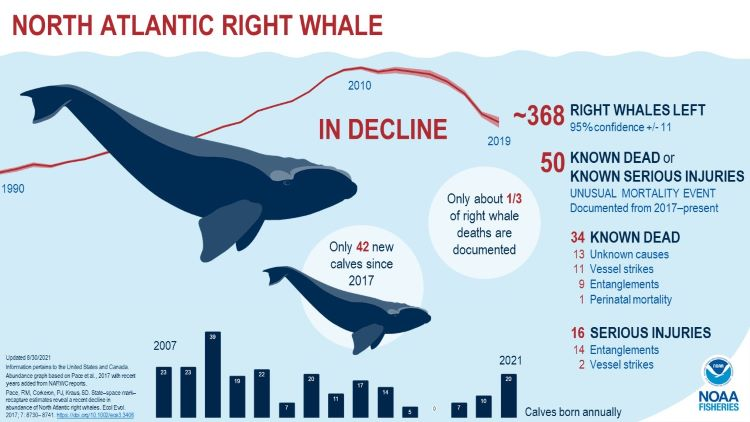 NORTH ATLANTIC RIGHT WHALE
1990
2010
2019
IN DECLINE
~368 RIGHT WHALES LEFT
95% confidence +/- 11
50 KNOWN DEAD or
KNOWN SERIOUS INJURIES
UNUSUAL MORTALITY EVENT
Documented from 2017–present
Only about 1/3
of right whale
deaths are
documented
Only 42 new
calves since
2017
34 KNOWN DEAD
13 Unknown causes
11 Vessel strikes
9 Entanglements
1 Perinatal mortality
16 SERIOUS INJURIES
14 Entanglements
2 Vessel strikes
Updated 8/30/2021
Information pertains to the United States and Canada.
Abundance graph based on Pace et al., 2017 with recent
years added from NARWC reports.
Pace, RM, Corkeron, PJ, Kraus, SD. State–space mark–
recapture estimates reveal a recent decline in
abundance of North Atlantic right whales. Ecol Evol.
2017; 7: 8730– 8741. https://doi.org/10.1002/ece3.3406
2007
23 23 39 19 22 7 20 11 17 14 5 0 7 10 20
2021
Calves born annually
NOAA
NOAA
FISHERIES